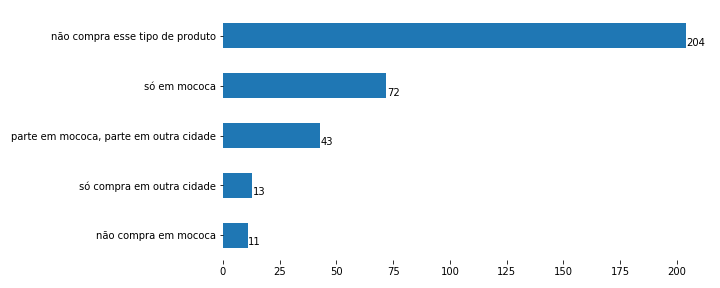 não compra esse tipo de produto
204
só em mococa
72
parte em mococa, parte em outra cidade
43
só compra em outra cidade
13
não compra em mococa
11
0 25 50 75 100 125 150 175 200